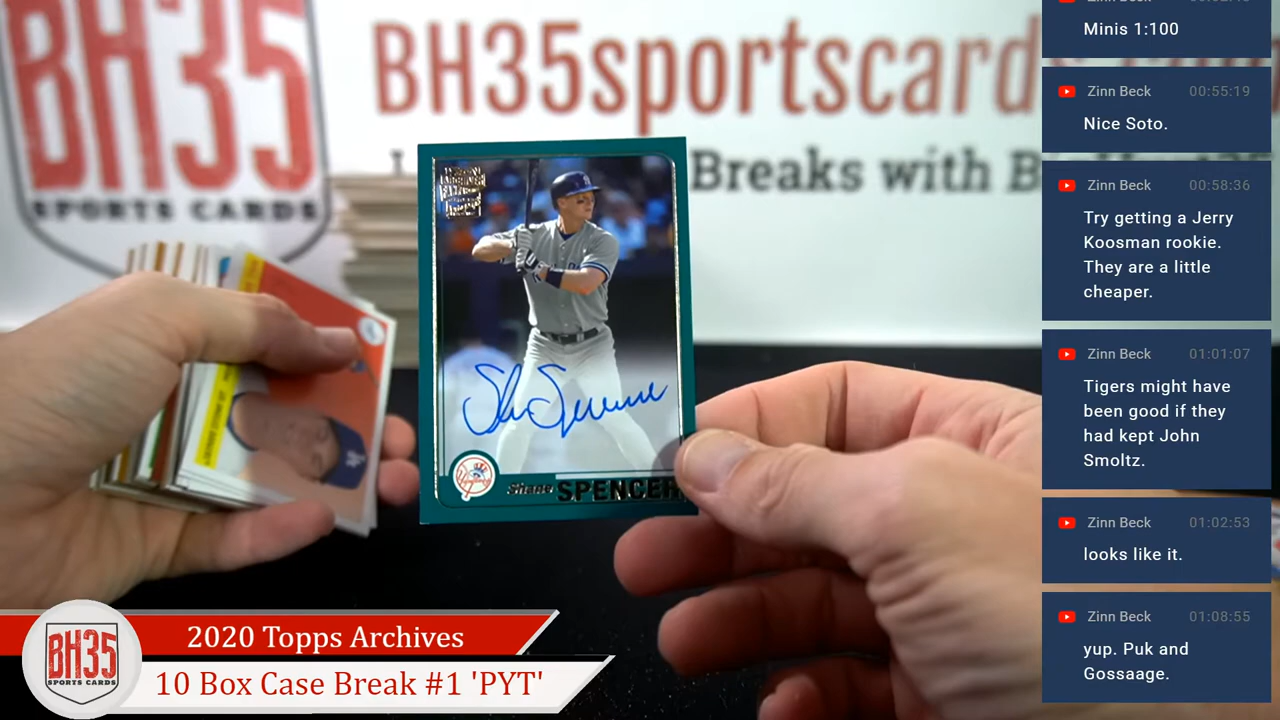 BH35
SPORTS CARDS
BH35sportscard
Breaks with B
Shane SPENCER
2020 Topps Archives
10 Box Case Break #1 'PYT'
BH35
SPORTS CARDS
Minis 1:100
Zinn Beck 00:55:19
Nice Soto.
Zinn Beck 00:58:36
Try getting a Jerry
Koosman rookie.
They are a little
cheaper.
Zinn Beck 01:01:07
Tigers might have
been good if they
had kept John
Smoltz.
Zinn Beck 01:02:53
looks like it.
Zinn Beck 01:08:55
yup. Puk and
Gossaage.